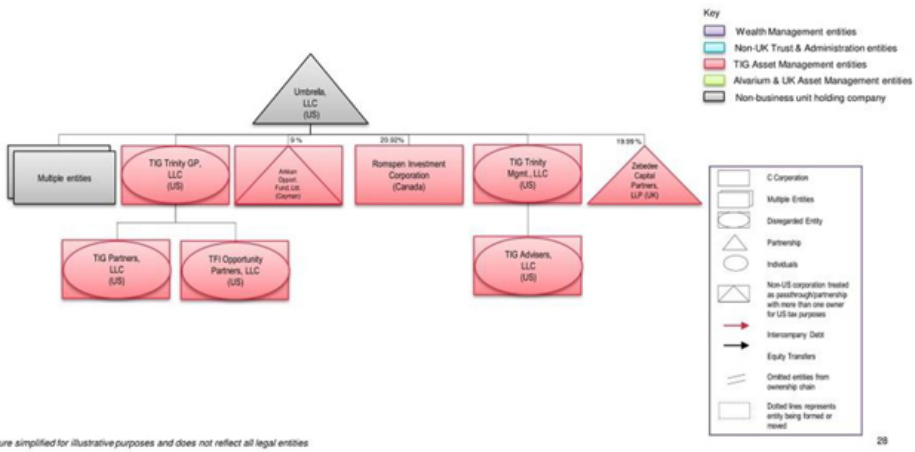 Key
Wealth Management entities
Non-UK Trust & Administration entities
TIG Asset Management entities
Alvarium & UK Asset Management entities
Non-business unit holding company
Umbrella,
LLC
(US)
9%
20.92%
19.99%
Multiple entities
TIG Trinity GP,
LLC
(US)
Arkkan
Opport.
Fund, Ltd.
(Cayman)
Romspen Investment
Corporation
(Canada)
TIG Trinity
Mgmt., LLC
(US)
Zebedee
Capital
Partners,
LLP (UK)
TIG Partners,
LLC
(US)
TFI Opportunity
Partners, LLC
(US)
TIG Advisers,
LLC
(US)
C Corporation
Multiple Entities
Disregarded Entity
Partnership
Individuals
Non-US corporation treated
as passthrough/partnership
with more than one owner
for US tax purposes
Intercompany Debt
Equity Transfers
Omitted entities from
ownership chain
Dotted lines represents
entity being formed or
moved
ure simplified for illustrative purposes and does not reflect all legal entities
28